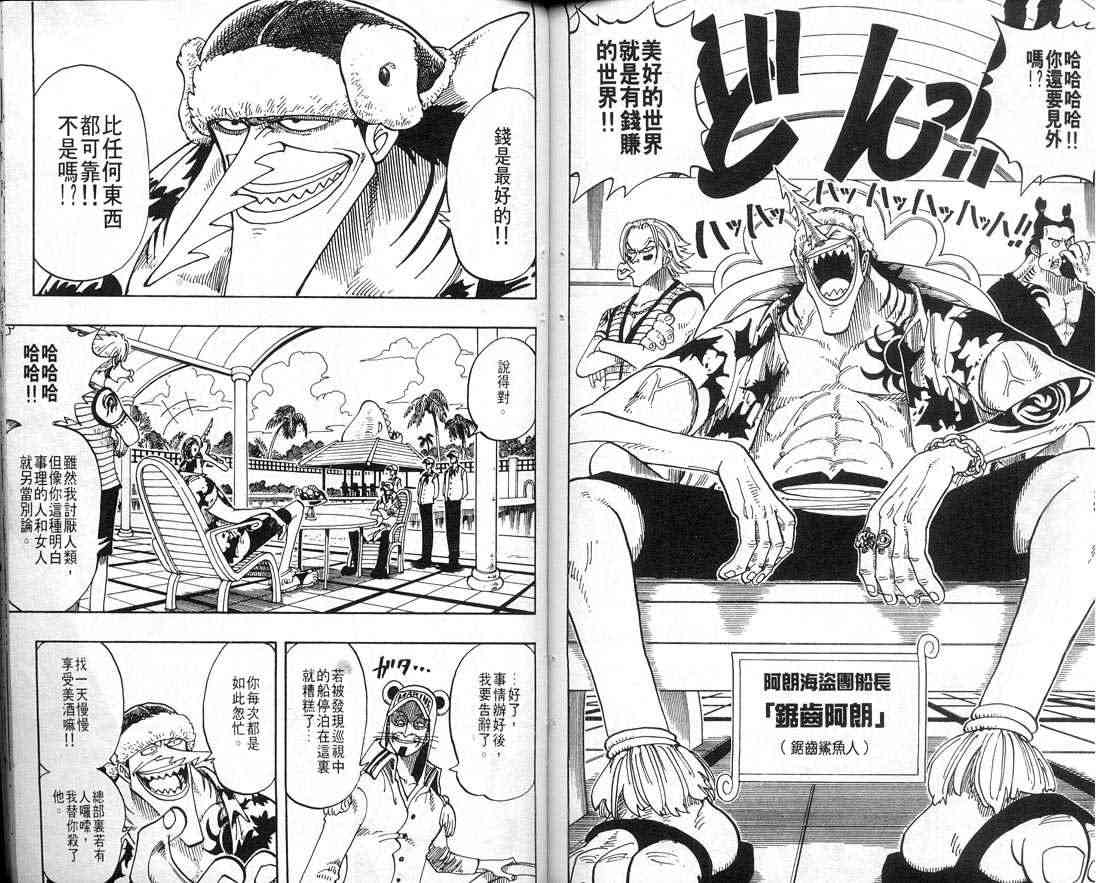 哈哈哈哈!!
你還要見外
嗎!?
美好的世界
就是有錢賺
的世界!!
どん?!!
ハッハッハッハッハッハッハ!!
阿朗海盜團船長
「鋸齒阿朗」
（鋸齒鯊魚人）
錢是最好的!!
比任何東西
都可靠!!
不是嗎!?
說得對。
哈哈哈
哈哈!!
雖然我討厭人類，
但像你這種明白
事理的人和女人
就另當別論。
…好了，
事情辦好後，
我要告辭了。
ガタ…
MARIN
若被發現巡視中
的船停泊在這裏
就糟糕了…
你每次都是
如此怱忙。
找一天慢慢
享受美酒嘛!!
總部裏若有
人囉嗦，
我替你殺了
他。